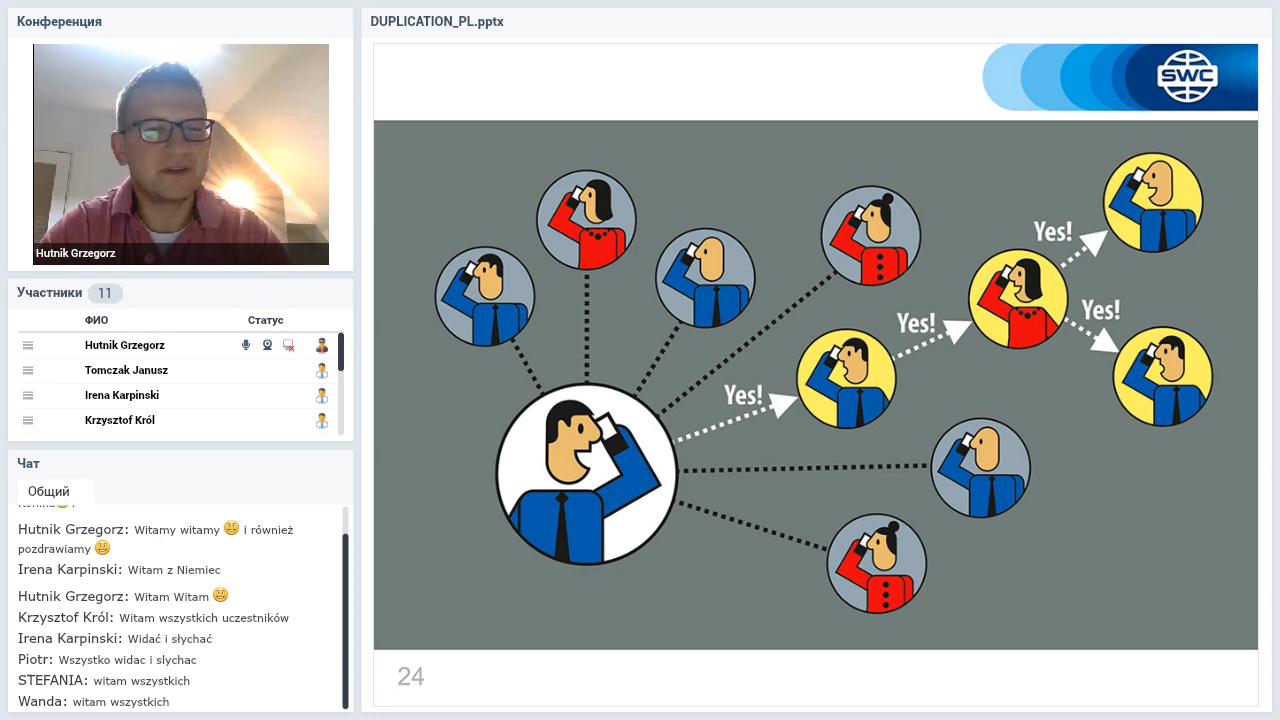 Конференция
Hutnik Grzegorz
Участники 11
ФИО Статус
Hutnik Grzegorz
Tomczak Janusz
Irena Karpinski
Krzysztof Król
Чат
Общий
Hutnik Grzegorz: Witamy witamy i również
pozdrawiamy
Irena Karpinski: Witam z Niemiec
Hutnik Grzegorz: Witam Witam
Krzysztof Król: Witam wszystkich uczestników
Irena Karpinski: Widać i słychać
Piotr: Wszystko widac i slychac
STEFANIA: witam wszystkich
Wanda: witam wszystkich
DUPLICATION_PL.pptx
SWC
Yes!
Yes!
Yes!
Yes!
24